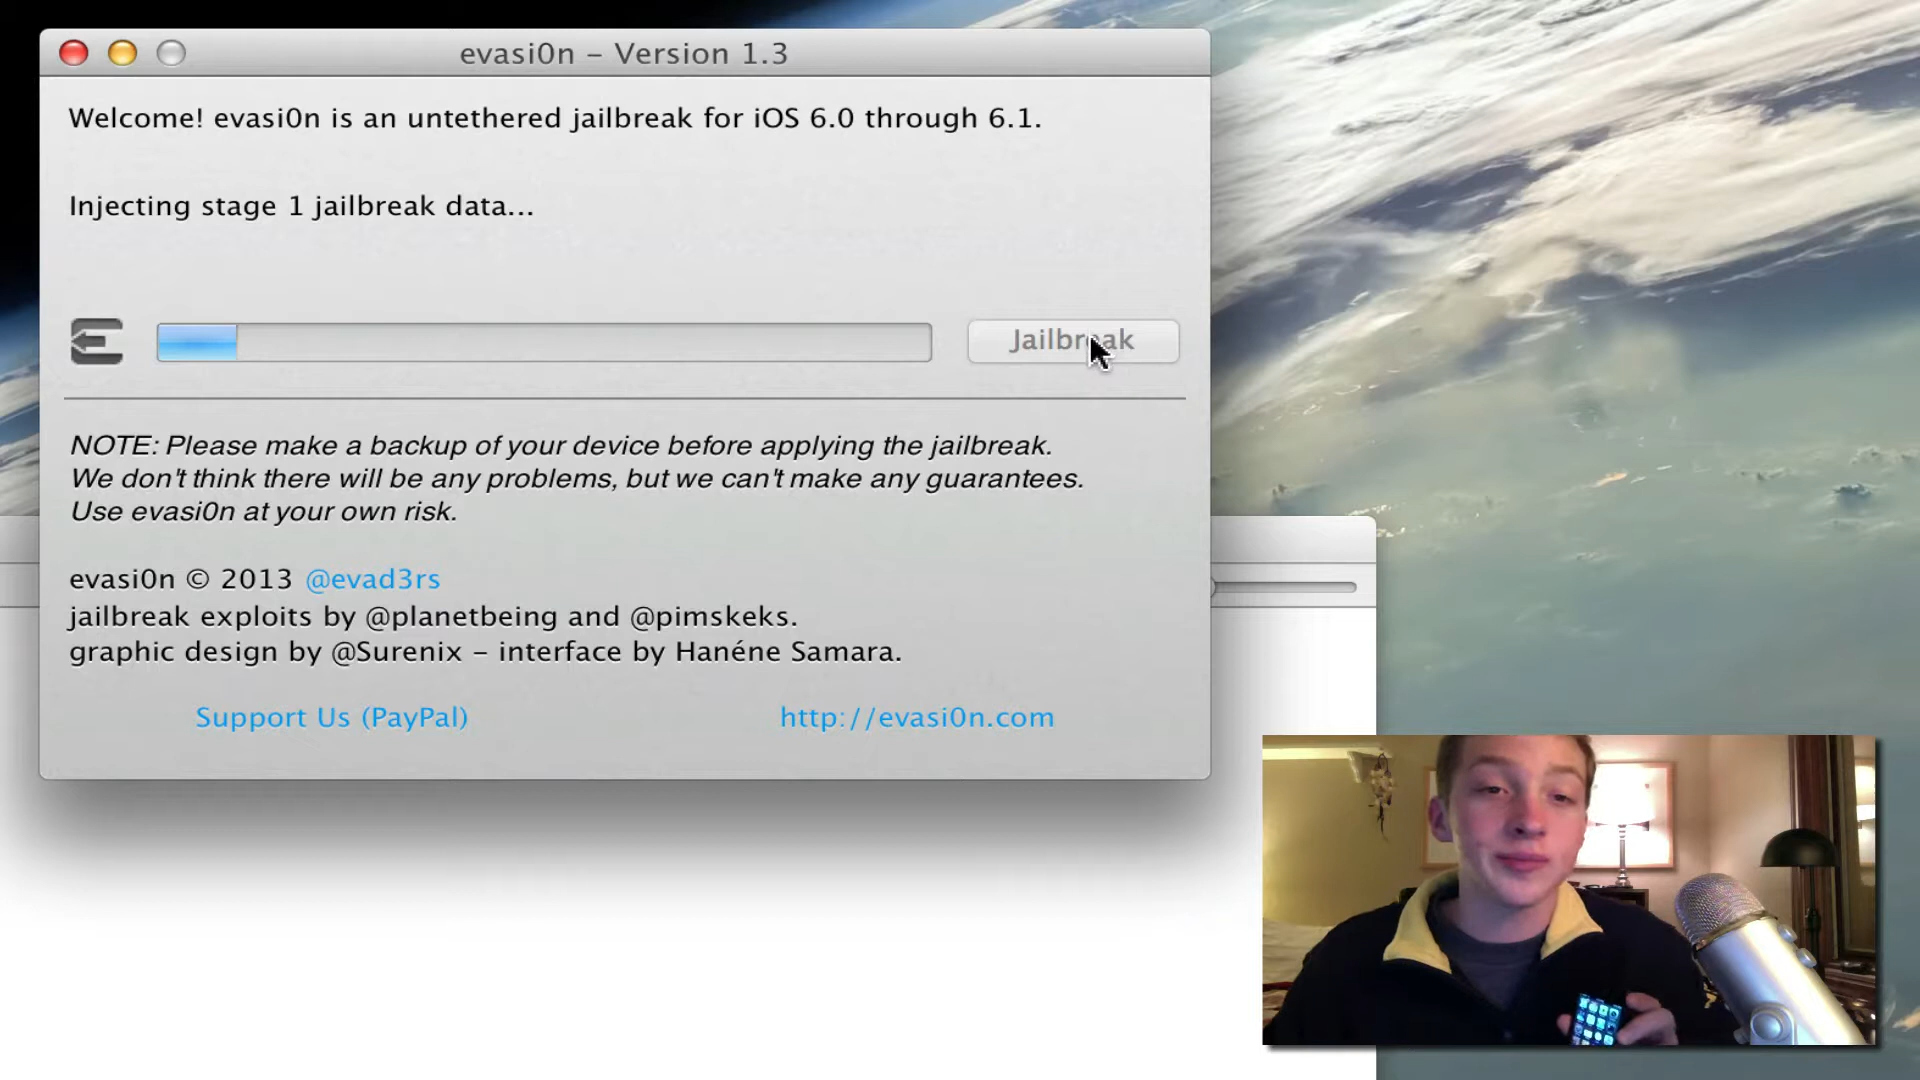 evasi0n – Version 1.3
Welcome! evasi0n is an untethered jailbreak for iOS 6.0 through 6.1.
Injecting stage 1 jailbreak data...
Jailbreak
NOTE: Please make a backup of your device before applying the jailbreak.
We don't think there will be any problems, but we can't make any guarantees.
Use evasi0n at your own risk.
evasi0n © 2013 @evad3rs
jailbreak exploits by @planetbeing and @pimskeks.
graphic design by @Surenix – interface by Hanéne Samara.
Support Us (PayPal)
http://evasi0n.com